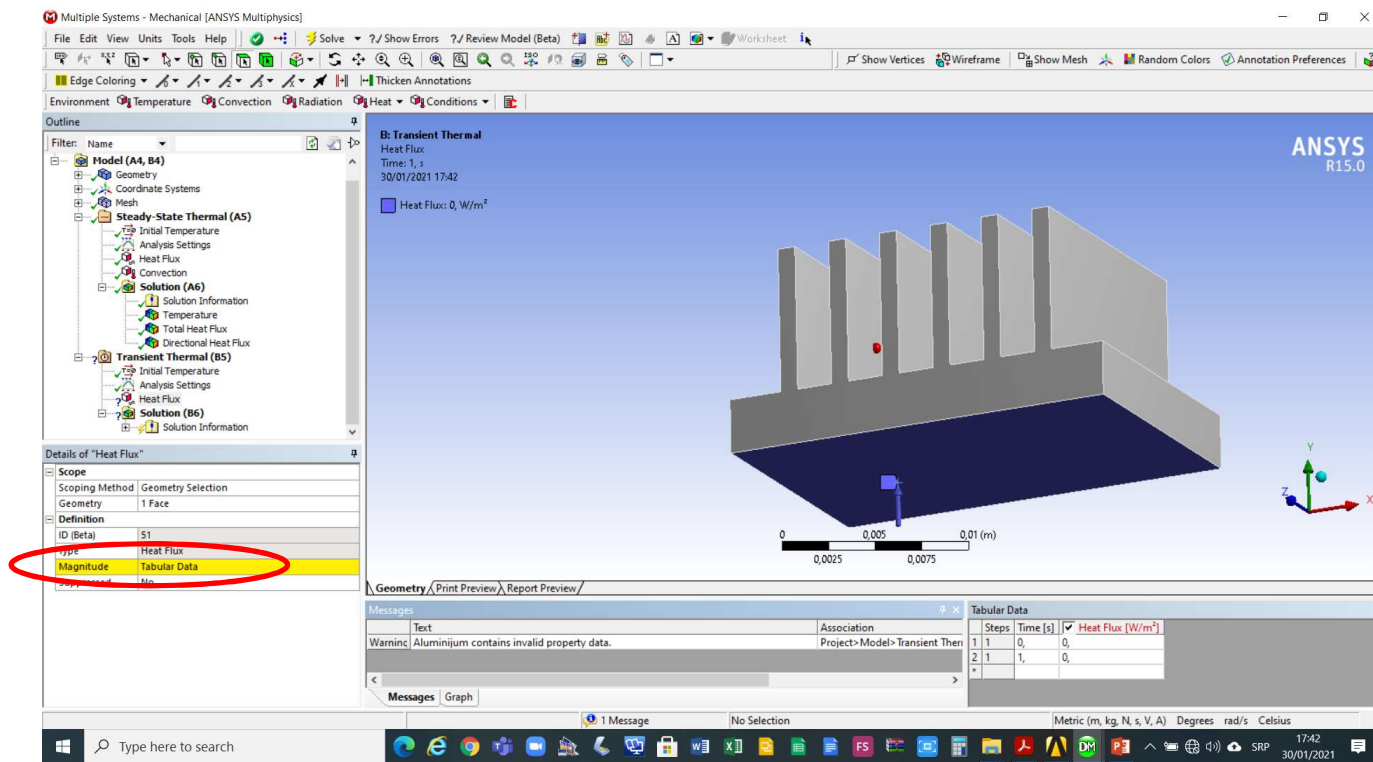 Multiple Systems - Mechanical [ANSYS Multiphysics]
File Edit View Units Tools Help Solve ?✓ Show Errors ?✓ Review Model (Beta) A Worksheet
Show Vertices Wireframe Show Mesh Random Colors Annotation Preferences
Edge Coloring Thicken Annotations
Environment Temperature Convection Radiation Heat Conditions
Outline
Filter: Name
Model (A4, B4)
Geometry
Coordinate Systems
Mesh
Steady-State Thermal (A5)
Initial Temperature
Analysis Settings
Heat Flux
Convection
Solution (A6)
Solution Information
Temperature
Total Heat Flux
Directional Heat Flux
Transient Thermal (B5)
Initial Temperature
Analysis Settings
Heat Flux
Solution (B6)
Solution Information
Details of "Heat Flux"
Scope
Scoping Method Geometry Selection
Geometry 1 Face
Definition
ID (Beta) 51
Type Heat Flux
Magnitude Tabular Data
Suppressed No
B: Transient Thermal
Heat Flux
Time: 1, s
30/01/2021 17:42
Heat Flux: 0, W/m²
ANSYS
R15.0
Y
Z
X
0 0,005 0,01 (m)
0,0025 0,0075
Geometry Print Preview Report Preview
Messages
Text Association
Warning Aluminijum contains invalid property data. Project>Model>Transient Ther
Messages Graph
Tabular Data
Steps Time [s] Heat Flux [W/m²]
1 1 0, 0,
2 1 1, 0,
*
1 Message No Selection Metric (m, kg, N, s, V, A) Degrees rad/s Celsius
Type here to search
FS DM SRP 17:42
30/01/2021